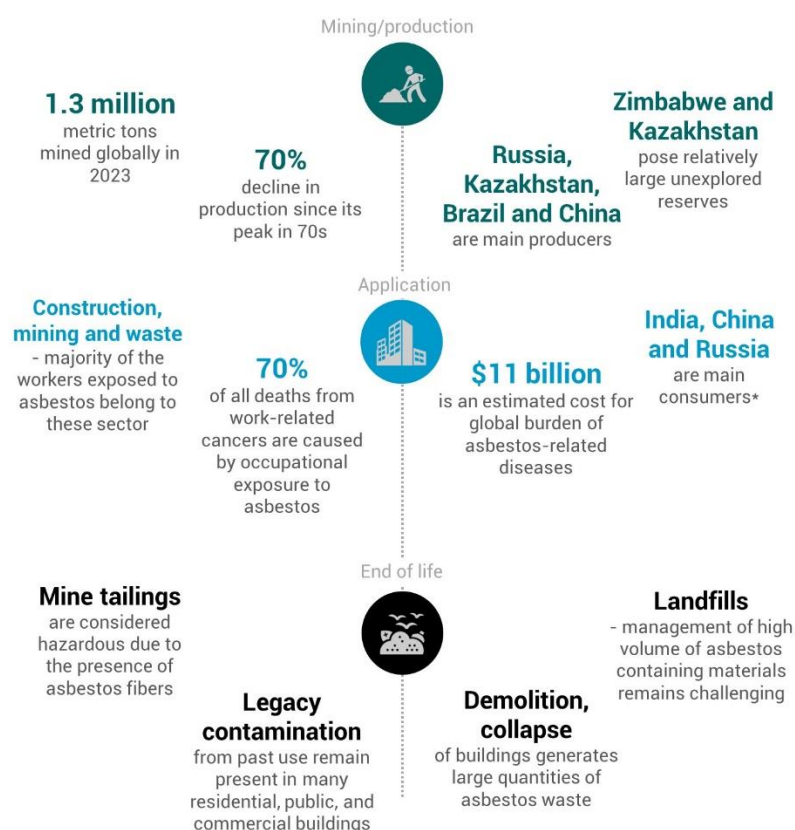 Mining/production
1.3 million
metric tons
mined globally in
2023
70%
decline in
production since its
peak in 70s
Russia,
Kazakhstan,
Brazil and China
are main producers
Zimbabwe and
Kazakhstan
pose relatively
large unexplored
reserves
Application
Construction,
mining and waste
- majority of the
workers exposed to
asbestos belong to
these sector
70%
of all deaths from
work-related
cancers are caused
by occupational
exposure to
asbestos
$11 billion
is an estimated cost for
global burden of
asbestos-related
diseases
India, China
and Russia
are main
consumers*
End of life
Mine tailings
are considered
hazardous due to
the presence of
asbestos fibers
Legacy
contamination
from past use remain
present in many
residential, public, and
commercial buildings
Demolition,
collapse
of buildings generates
large quantities of
asbestos waste
Landfills
- management of high
volume of asbestos
containing materials
remains challenging